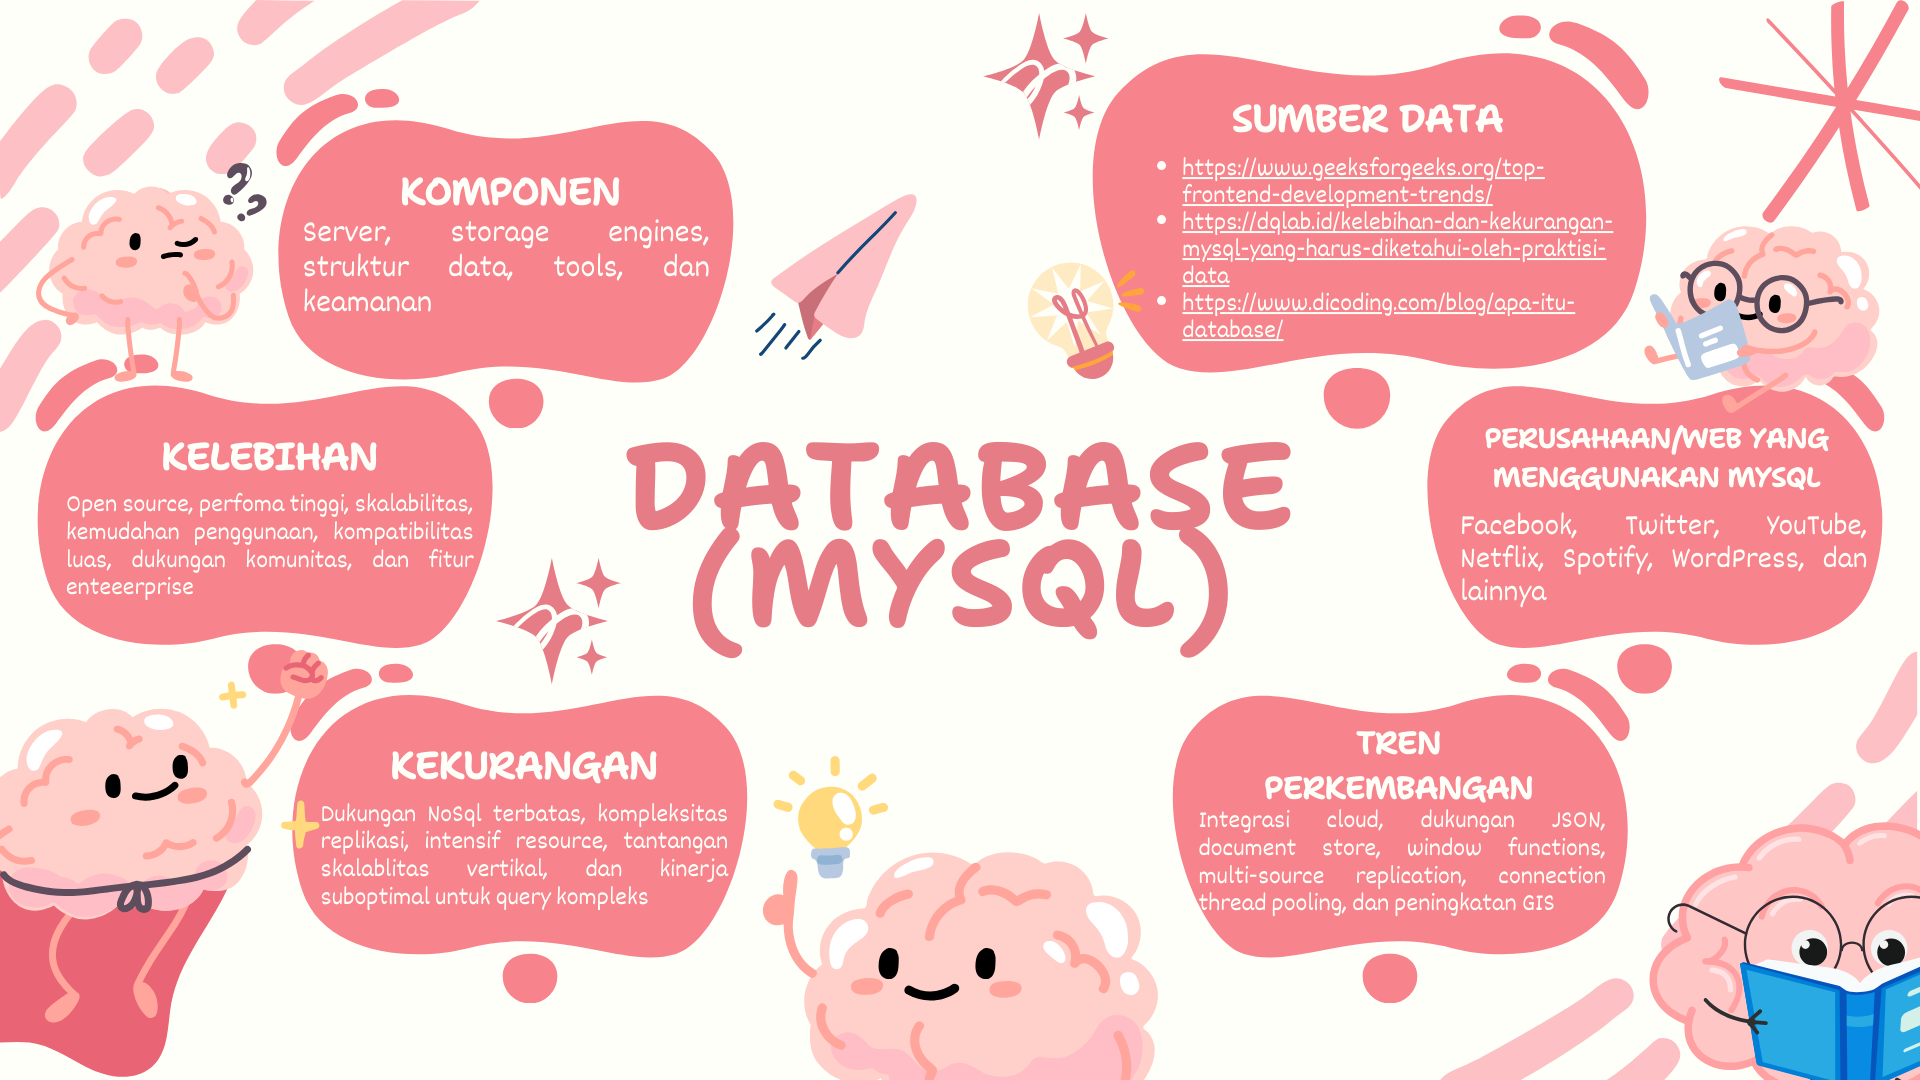 KOMPONEN
Server, storage engines,
struktur data, tools, dan
keamanan
SUMBER DATA
https://www.geeksforgeeks.org/top-
frontend-development-trends/
https://dqlab.id/kelebihan-dan-kekurangan-
mysql-yang-harus-diketahui-oleh-praktisi-
data
https://www.dicoding.com/blog/apa-itu-
database/
??
KELEBIHAN
Open source, perfoma tinggi, skalabilitas,
kemudahan penggunaan, kompatibilitas
luas, dukungan komunitas, dan fitur
enteeerprise
DATABASE
(MYSQL)
PERUSAHAAN/WEB YANG
MENGGUNAKAN MYSQL
Facebook, Twitter, YouTube,
Netflix, Spotify, WordPress, dan
lainnya
KEKURANGAN
Dukungan NoSql terbatas, kompleksitas
replikasi, intensif resource, tantangan
skalablitas vertikal, dan kinerja
suboptimal untuk query kompleks
TREN
PERKEMBANGAN
Integrasi cloud, dukungan JSON,
document store, window functions,
multi-source replication, connection
thread pooling, dan peningkatan GIS